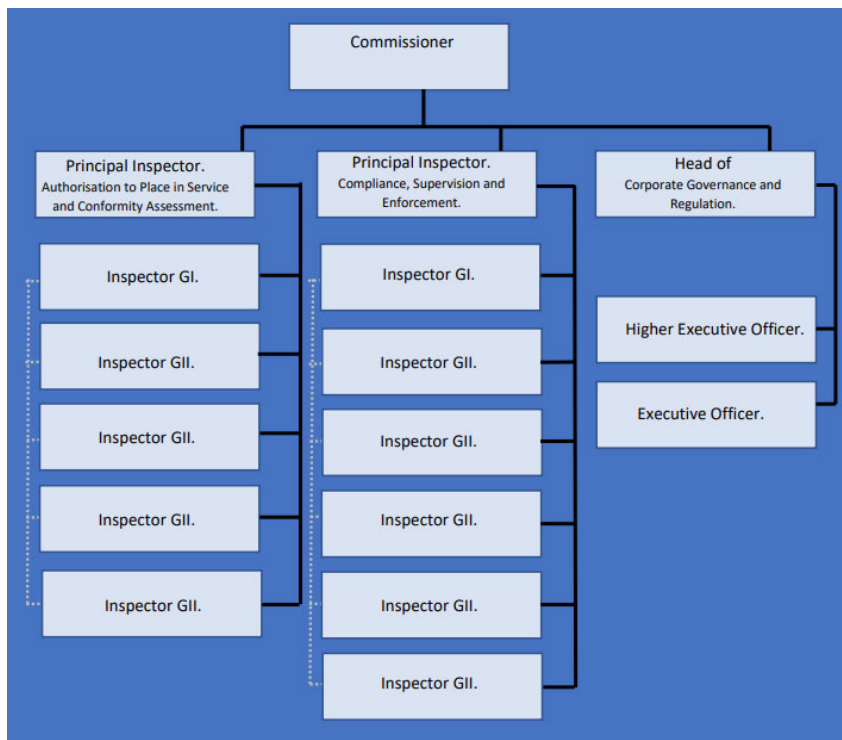 Commissioner
Principal Inspector.
Authorisation to Place in Service
and Conformity Assessment.
Principal Inspector.
Compliance, Supervision and
Enforcement.
Head of
Corporate Governance and
Regulation.
Inspector GI.
Inspector GII.
Inspector GII.
Inspector GII.
Inspector GII.
Inspector GI.
Inspector GII.
Inspector GII.
Inspector GII.
Inspector GII.
Inspector GII.
Higher Executive Officer.
Executive Officer.